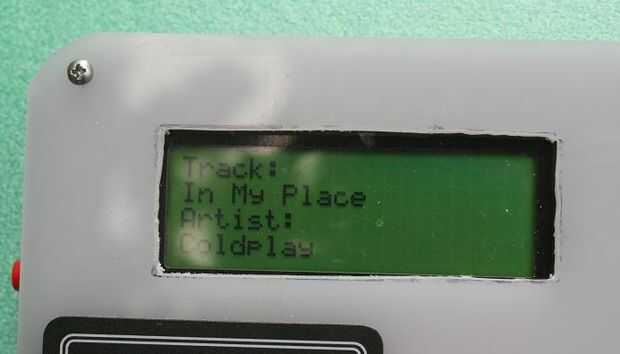 Track:
In My Place
Artist:
Coldplay